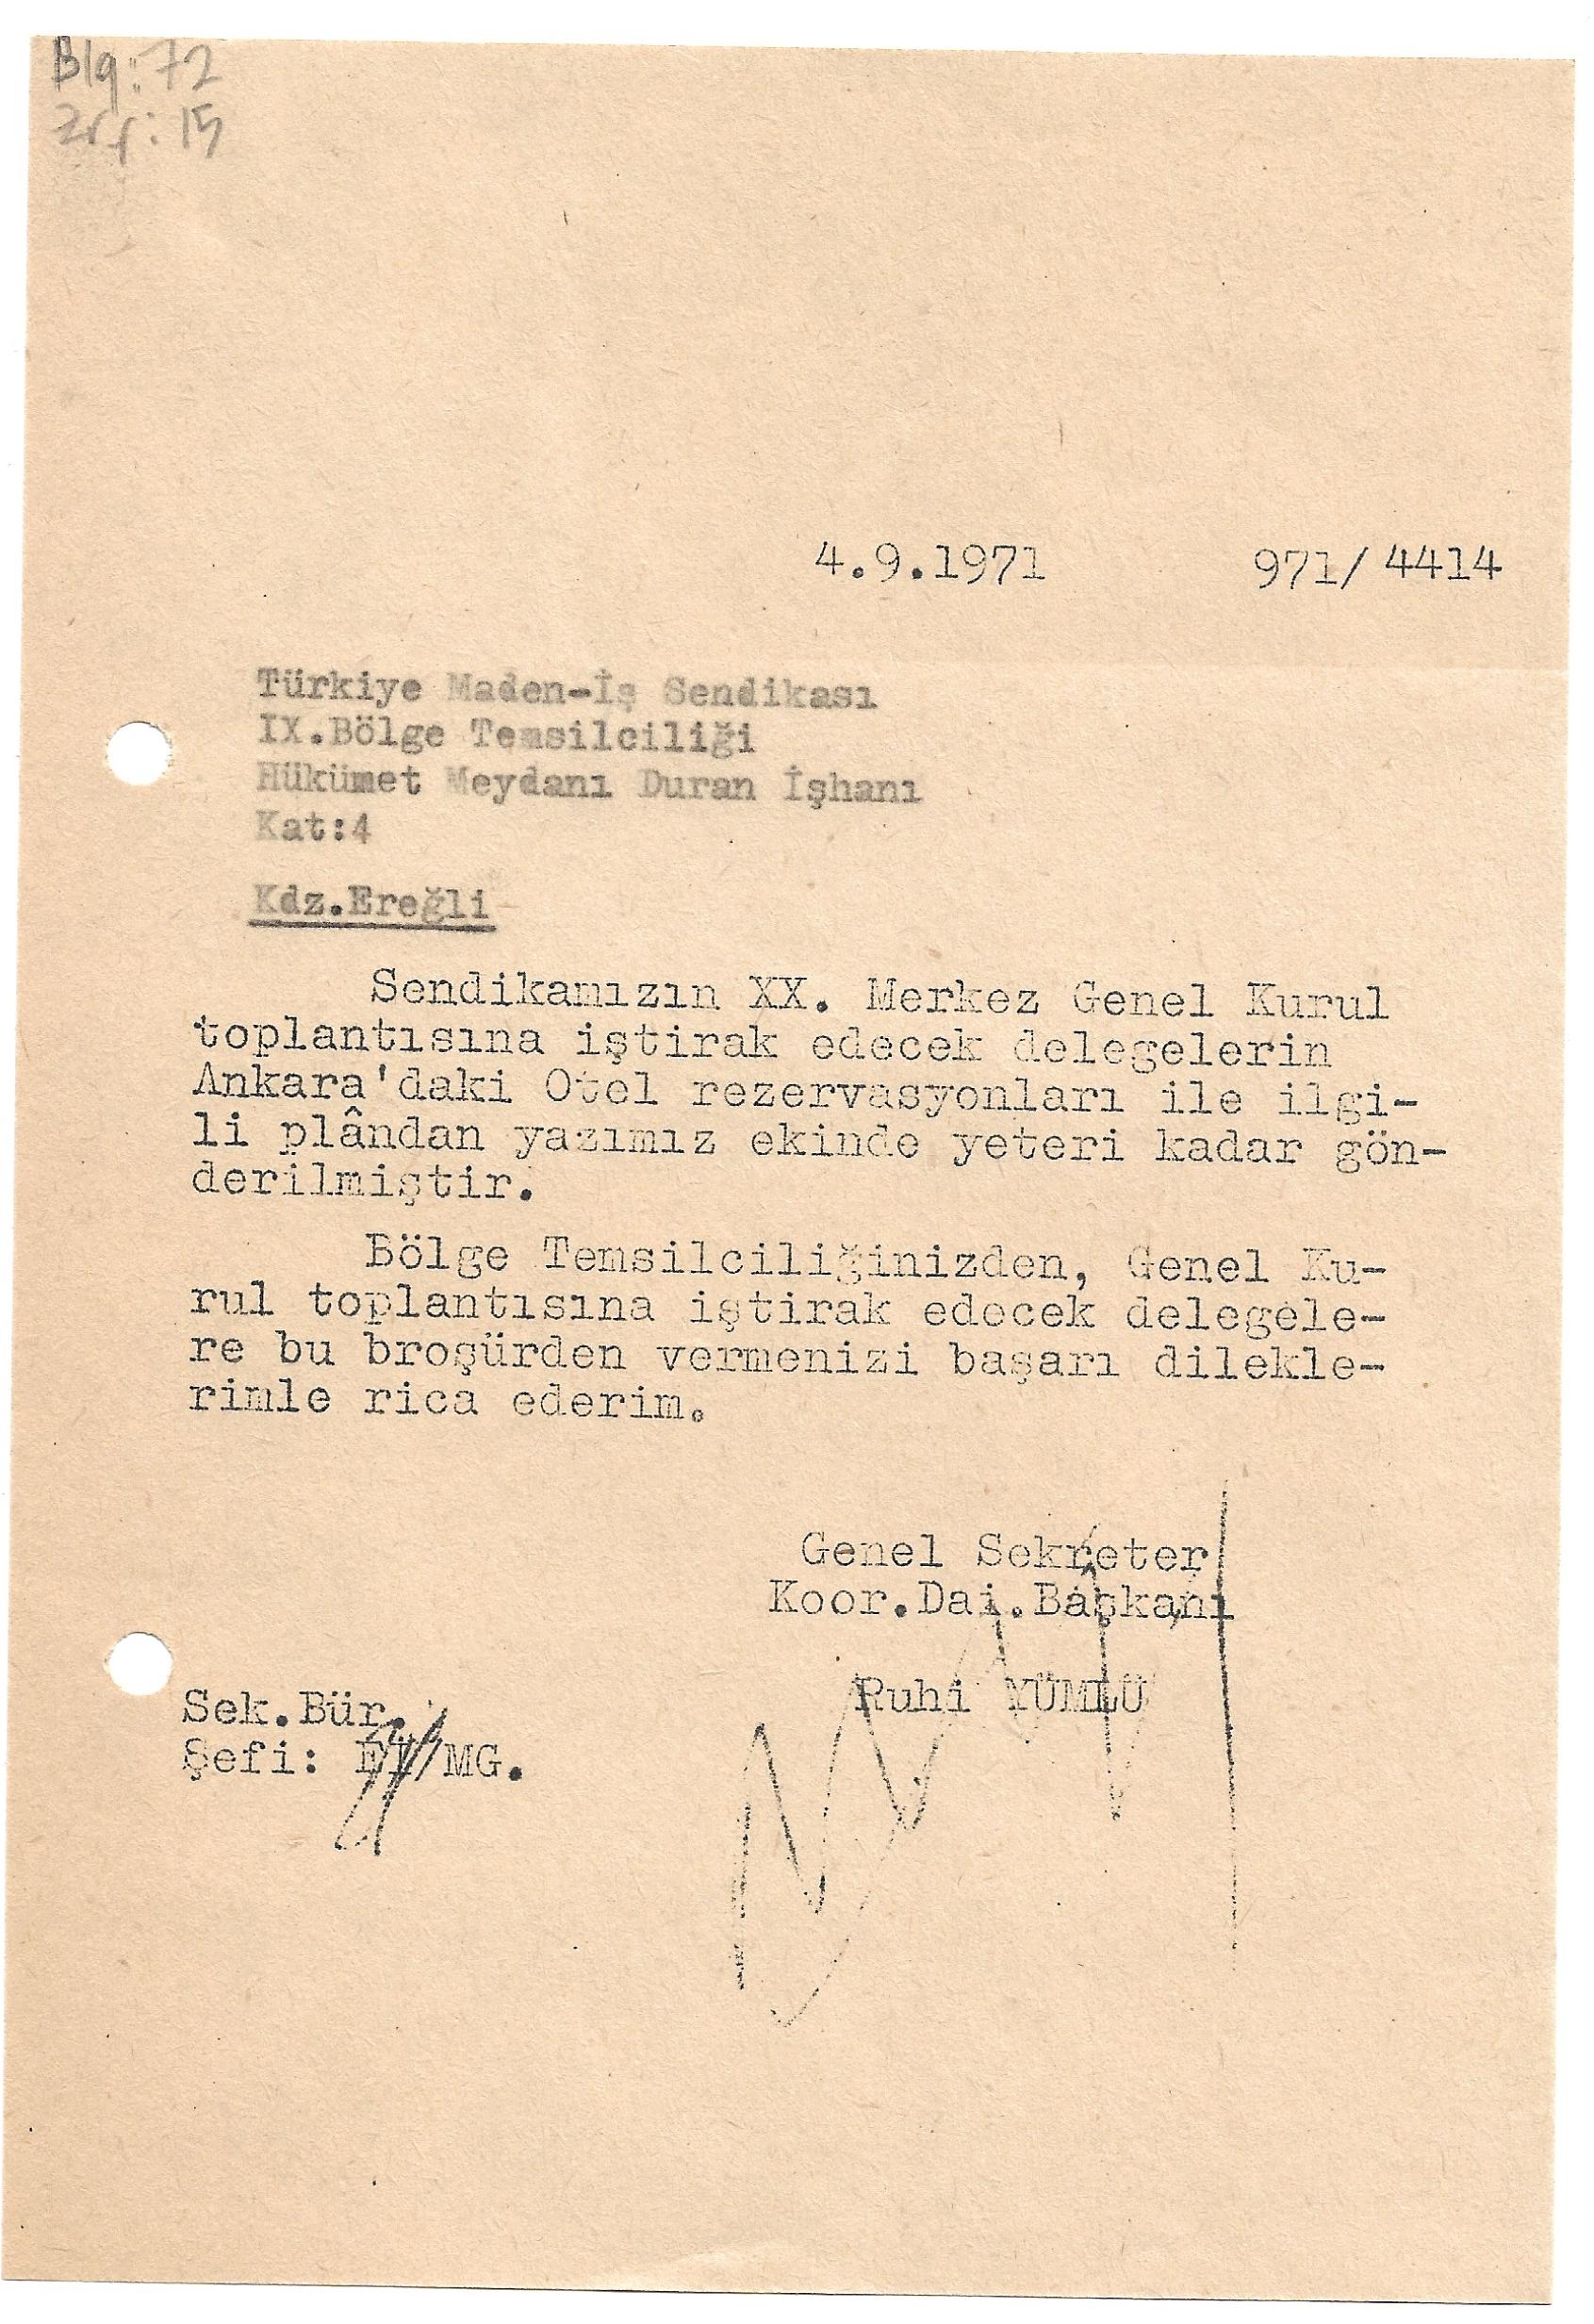 Blg: 72
Zrf: 15
4.9.1971 971/ 4414
Türkiye Maden-İş Sendikası
IX.Bölge Temsilciliği
Hükümet Meydanı Duran İşhanı
Kat:4
Kdz.Ereğli
Sendikamızın XX. Merkez Genel Kurul
toplantısına iştirak edecek delegelerin
Ankara'daki Otel rezervasyonları ile ilgi-
li plândan yazımız ekinde yeteri kadar gön-
derilmiştir.
Bölge Temsilciliğinizden, Genel Ku-
rul toplantısına iştirak edecek delegele-
re bu broşürden vermenizi başarı dilekle-
rimle rica ederim.
Genel Sekreter
Koor.Dai.Başkanı
Ruhi YÜMLÜ
Sek.Bür.
Şefi: /MG.